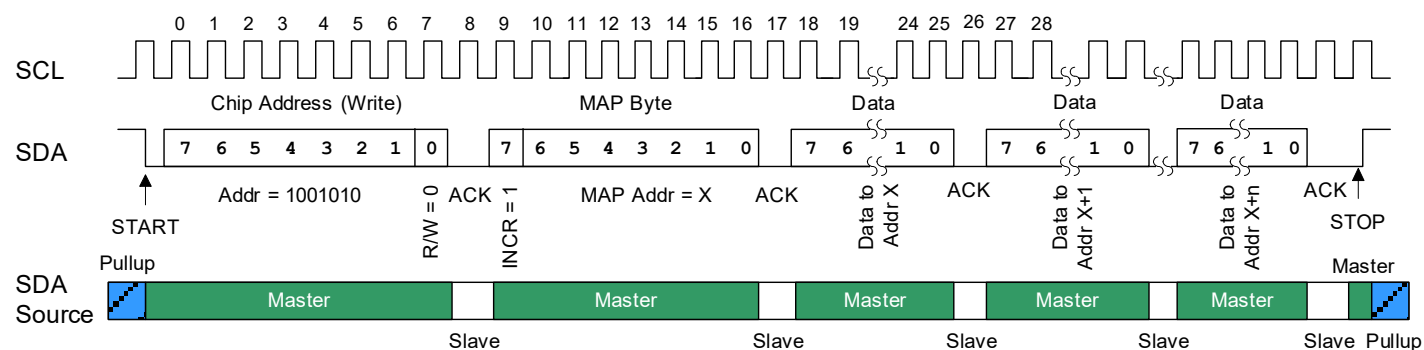 0 1 2 3 4 5 6 7 8 9 10 11 12 13 14 15 16 17 18 19 24 25 26 27 28
SCL
Chip Address (Write) MAP Byte Data Data Data
SDA 7 6 5 4 3 2 1 0 7 6 5 4 3 2 1 0 7 6 1 0 7 6 1 0 7 6 1 0
START Addr = 1001010 R/W = 0 ACK INCR = 1 MAP Addr = X ACK Data to Addr X ACK Data to Addr X+1 Data to Addr X+n ACK STOP
Pullup Master
SDA Source Master Master Master Master Master
Slave Slave Slave Slave Slave Pullup